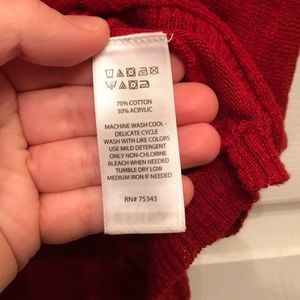 70% COTTON
30% ACRYLIC
MACHINE WASH COOL -
DELICATE CYCLE
WASH WITH LIKE COLORS
USE MILD DETERGENT
ONLY NON-CHLORINE
BLEACH WHEN NEEDED
TUMBLE DRY LOW
MEDIUM IRON IF NEEDED
RN# 75343